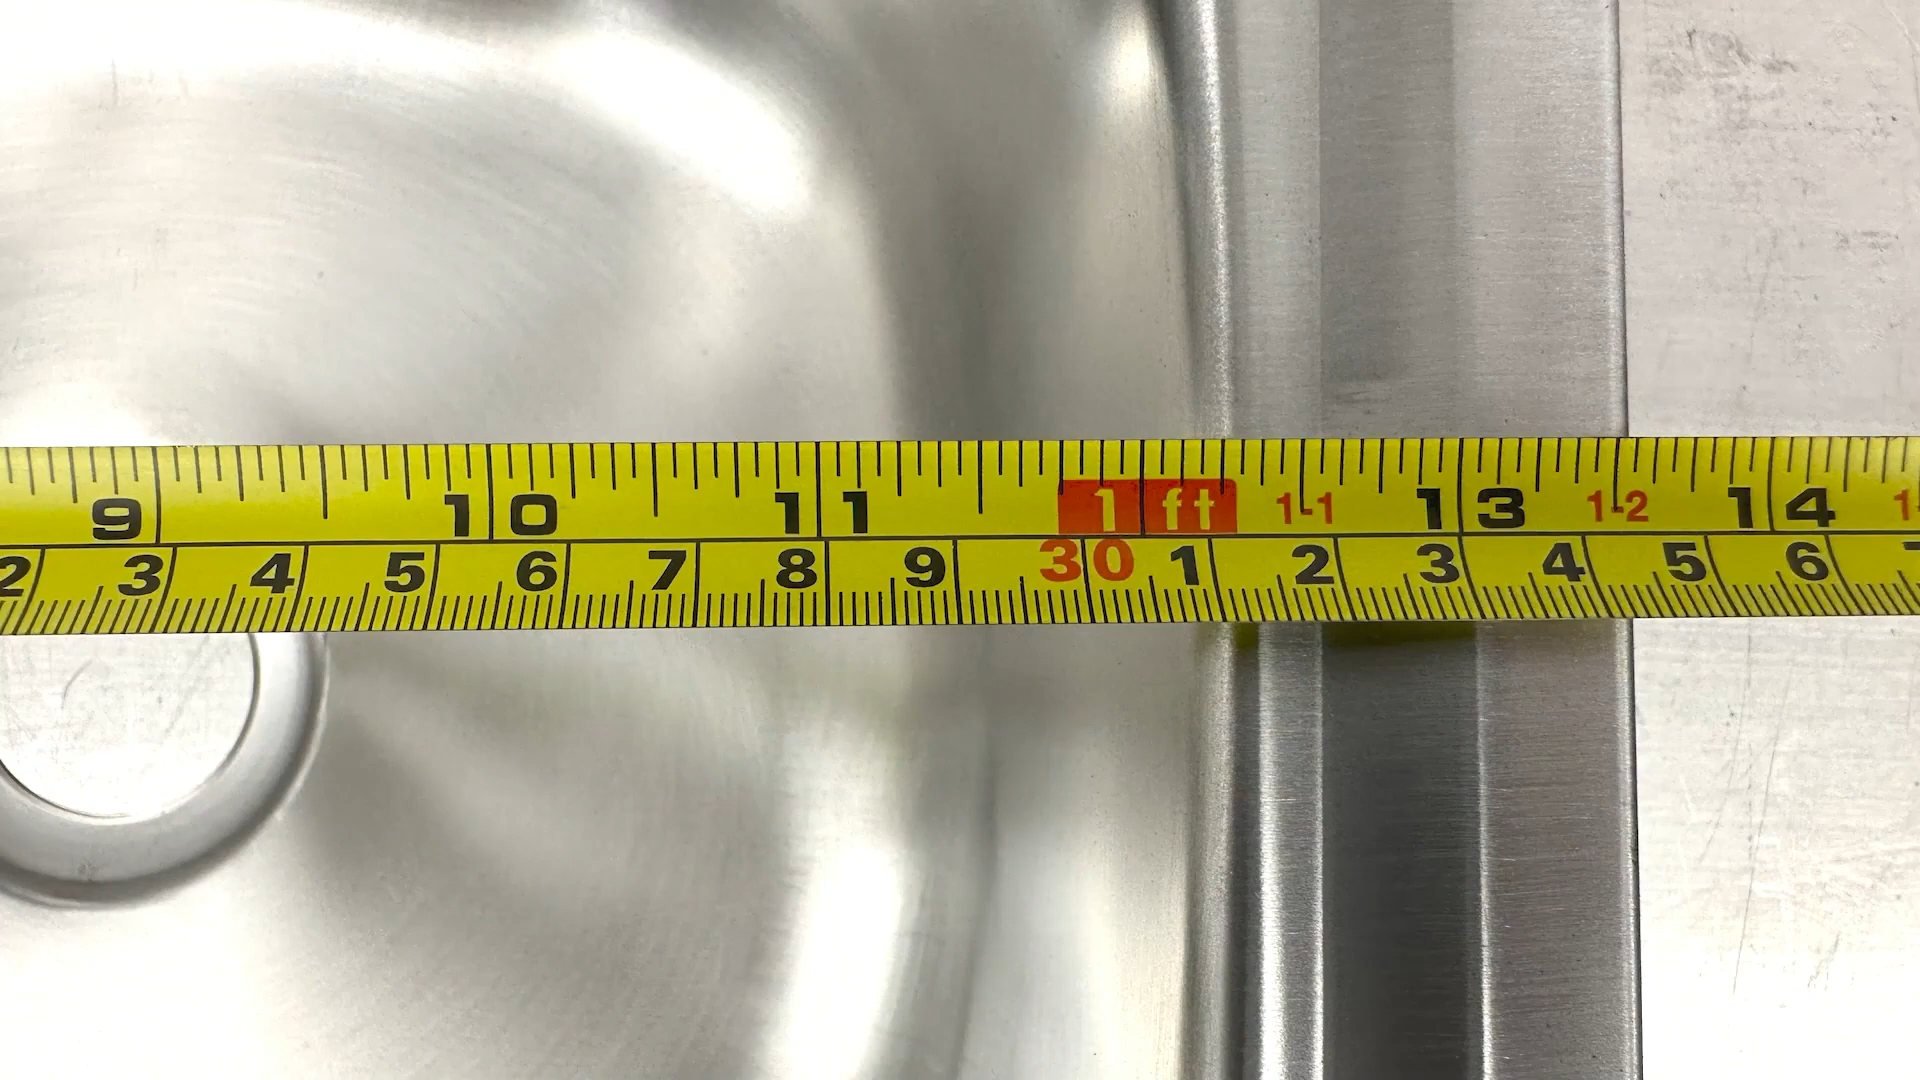 9 10 11 1 ft 1-1 13 1-2 14
2 3 4 5 6 7 8 9 30 1 2 3 4 5 6